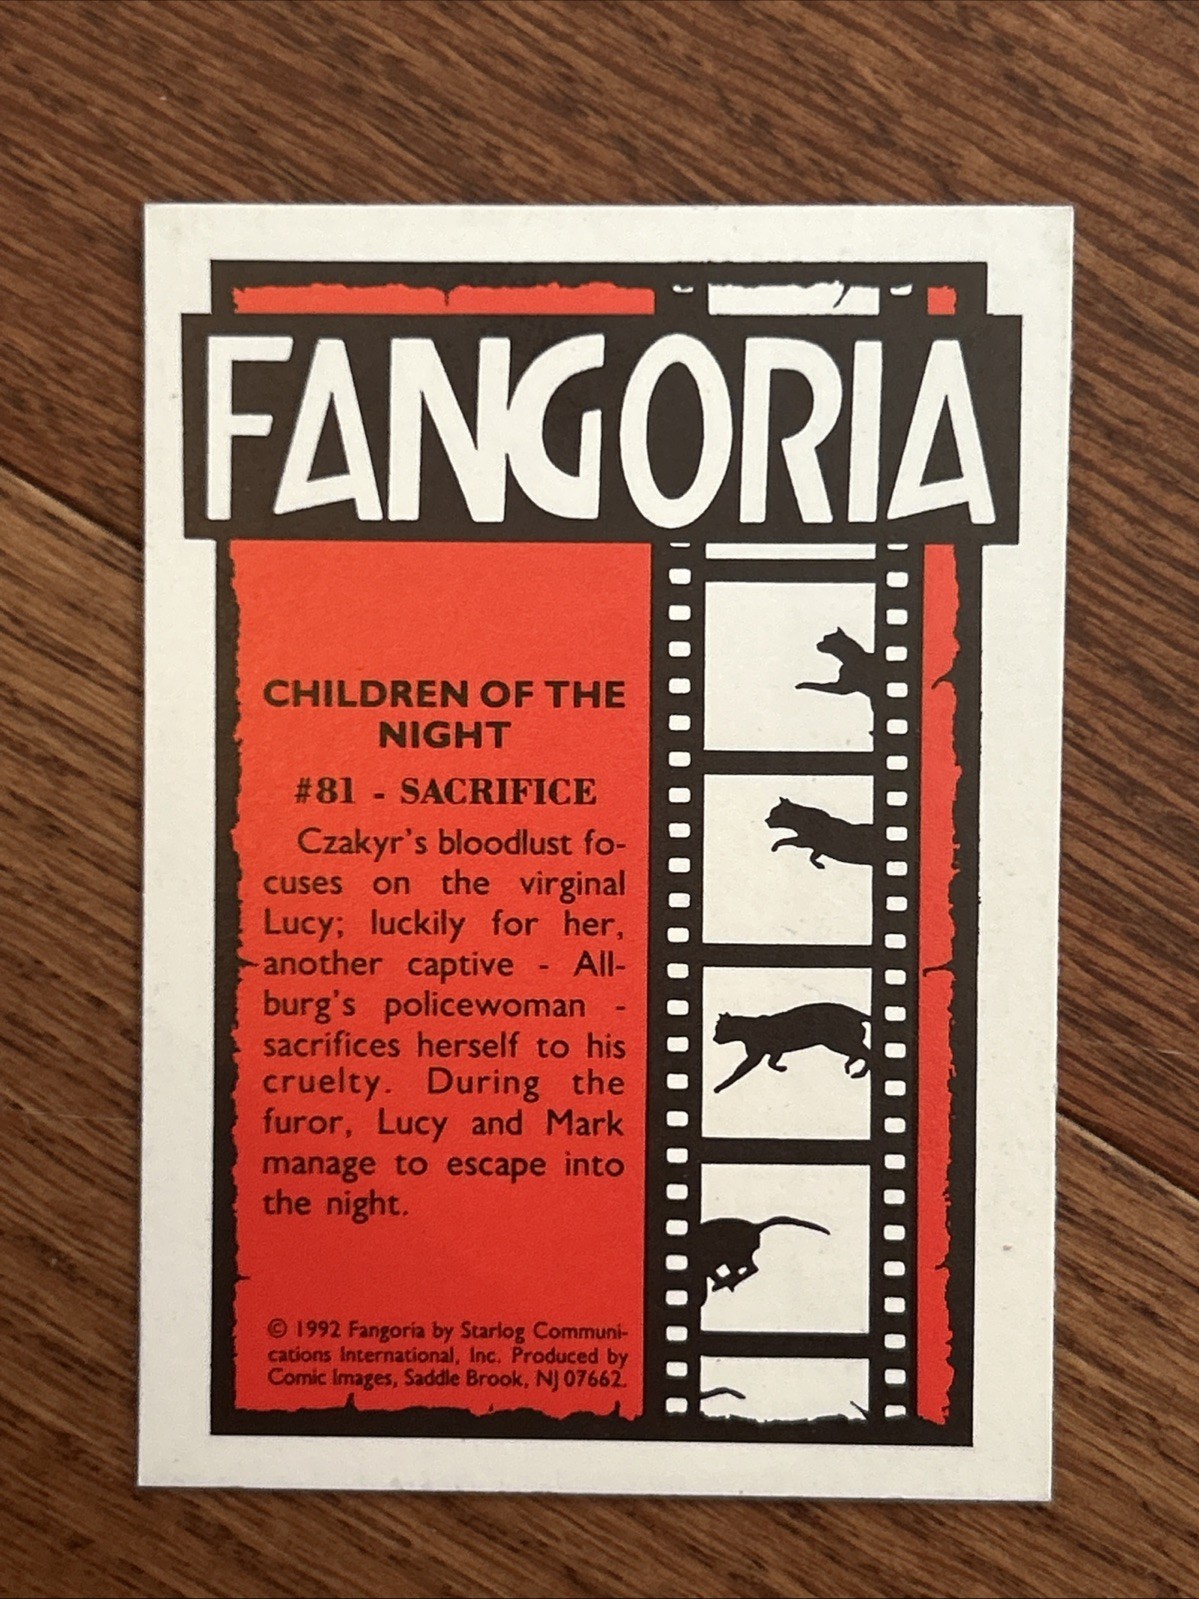 FANGORIA
CHILDREN OF THE
NIGHT
#81 - SACRIFICE
Czakyr's bloodlust fo-
cuses on the virginal
Lucy; luckily for her,
another captive - All-
burg's policewoman -
sacrifices herself to his
cruelty. During the
furor, Lucy and Mark
manage to escape into
the night.
© 1992 Fangoria by Starlog Communi-
cations International, Inc. Produced by
Comic Images, Saddle Brook, NJ 07662.